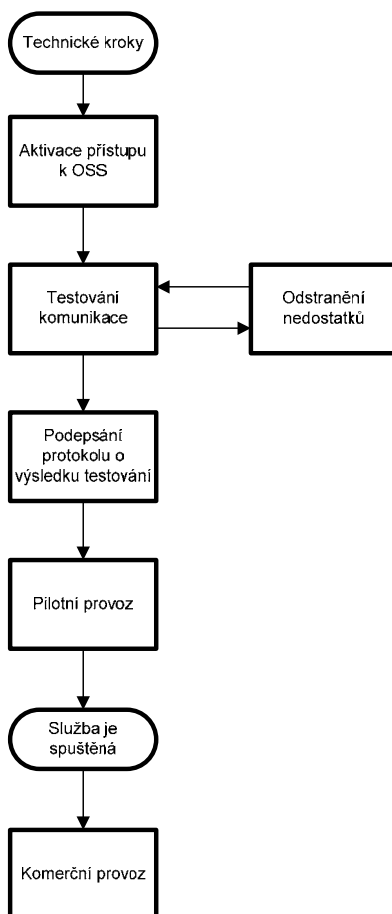 Technické kroky
Aktivace přístupu
k OSS
Testování
komunikace
Odstranění
nedostatků
Podepsání
protokolu o
výsledku testování
Pilotní provoz
Služba je
spuštěná
Komerční provoz